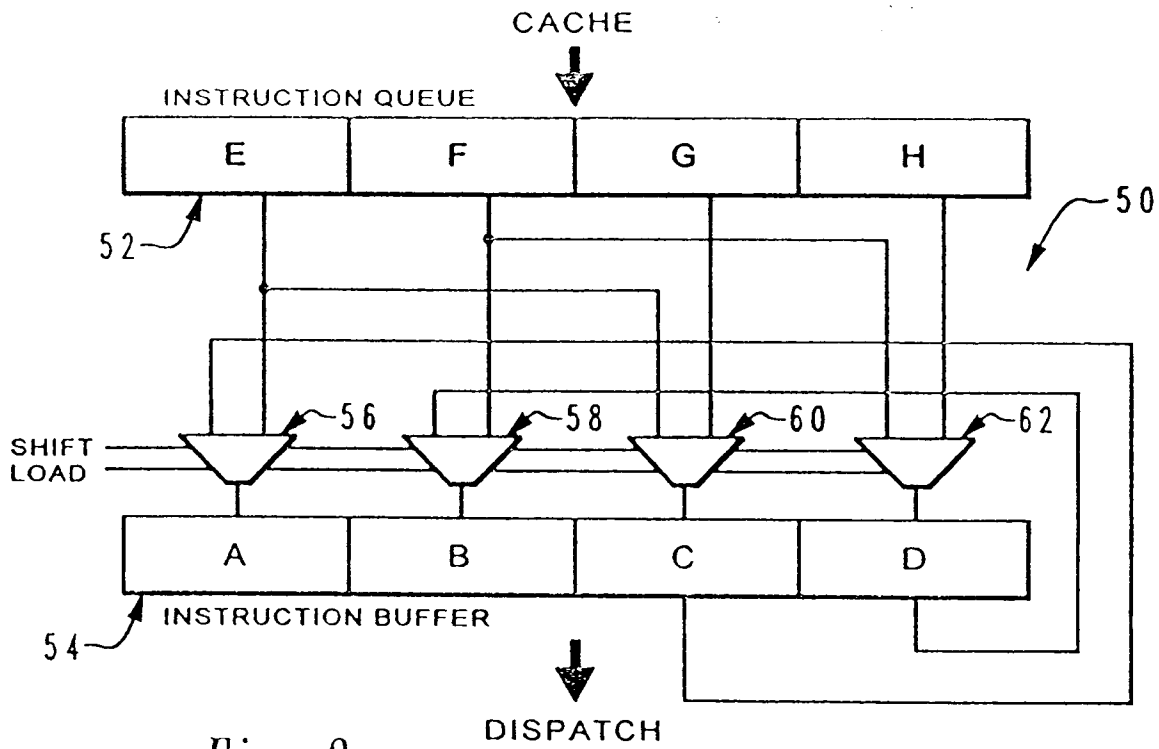 CACHE
INSTRUCTION QUEUE
E F G H
50
52
56 58 60 62
SHIFT
LOAD
A B C D
INSTRUCTION BUFFER
54
DISPATCH